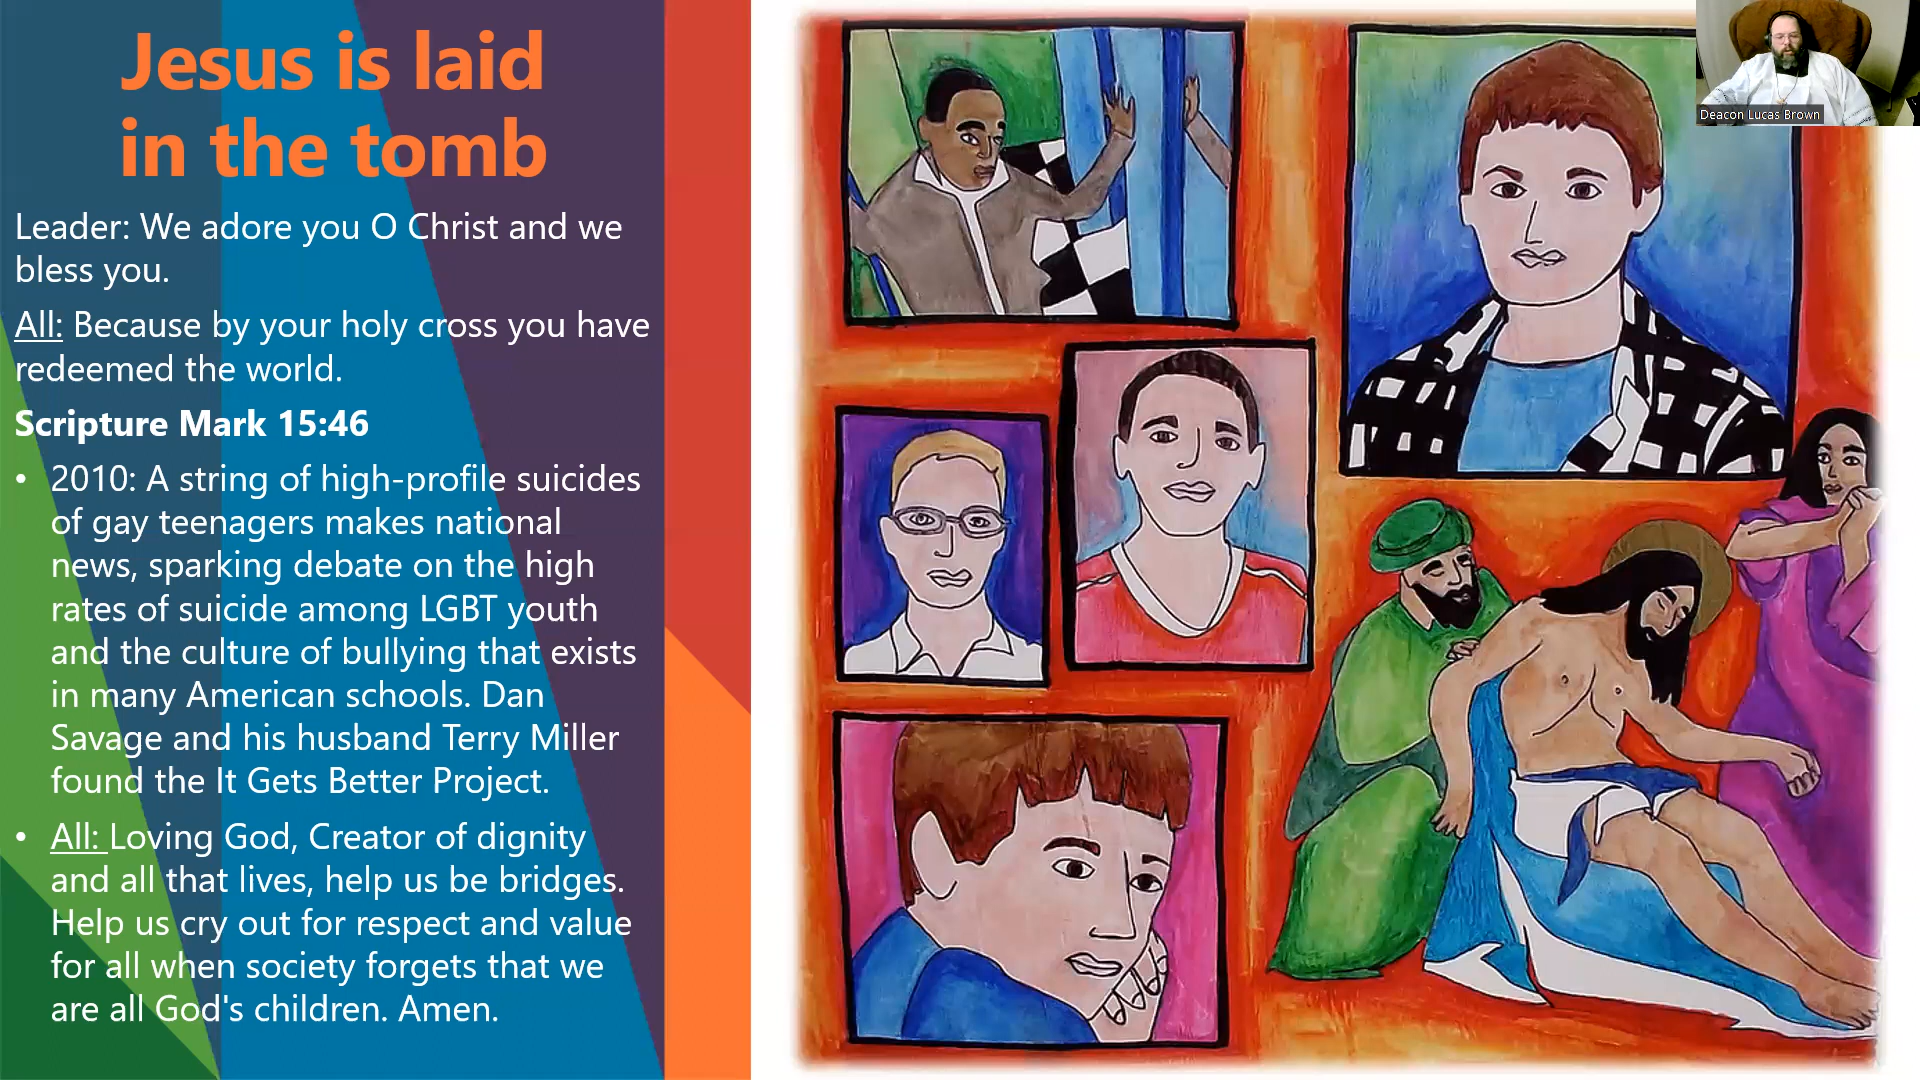 Jesus is laid
in the tomb
Leader: We adore you O Christ and we
bless you.
All: Because by your holy cross you have
redeemed the world.
Scripture Mark 15:46
• 2010: A string of high-profile suicides
of gay teenagers makes national
news, sparking debate on the high
rates of suicide among LGBT youth
and the culture of bullying that exists
in many American schools. Dan
Savage and his husband Terry Miller
found the It Gets Better Project.
• All: Loving God, Creator of dignity
and all that lives, help us be bridges.
Help us cry out for respect and value
for all when society forgets that we
are all God's children. Amen.
Deacon Lucas Brown